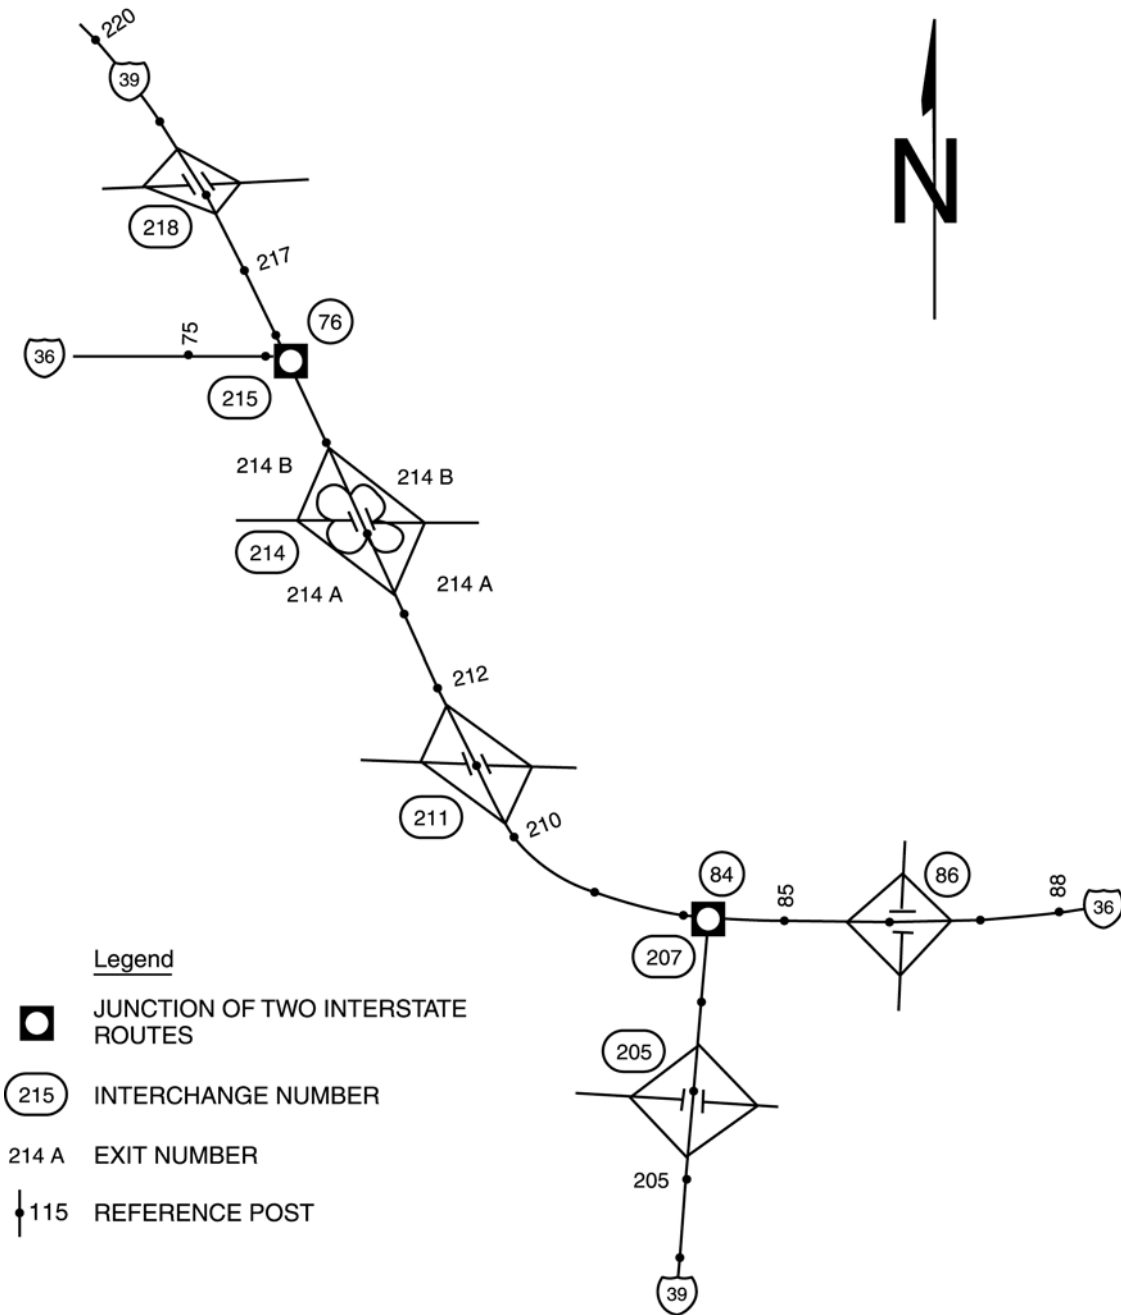 220
39
N
218
217
76
75
36
215
214 B
214 B
214
214 A
214 A
212
211
210
84
86
85
88
36
207
205
205
39
Legend
JUNCTION OF TWO INTERSTATE
ROUTES
215 INTERCHANGE NUMBER
214 A EXIT NUMBER
115 REFERENCE POST